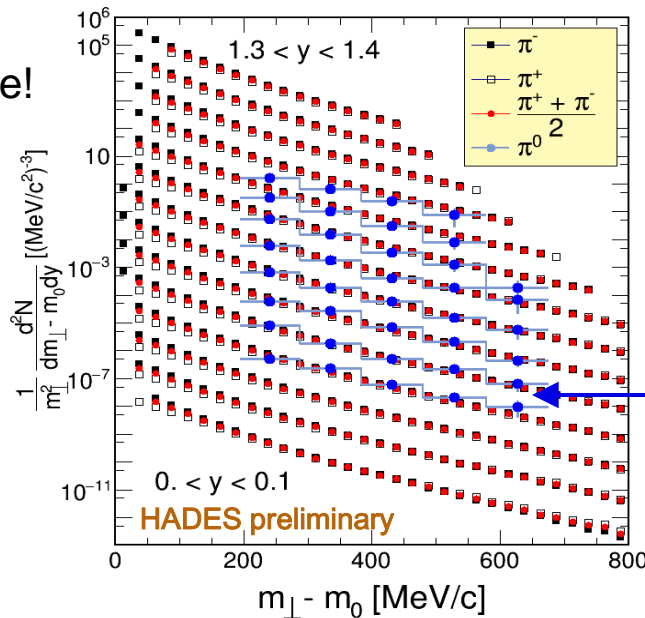 e!
10⁶
10⁵
10
10⁻³
10⁻⁷
10⁻¹¹
1.3 < y < 1.4
π⁻
π⁺
π⁺ + π⁻
2
π⁰
1 d²N
m²⊥ dm⊥ - m₀dy [(MeV/c²)⁻³]
0. < y < 0.1
HADES preliminary
0 200 400 600 800
m⊥ - m₀ [MeV/c]